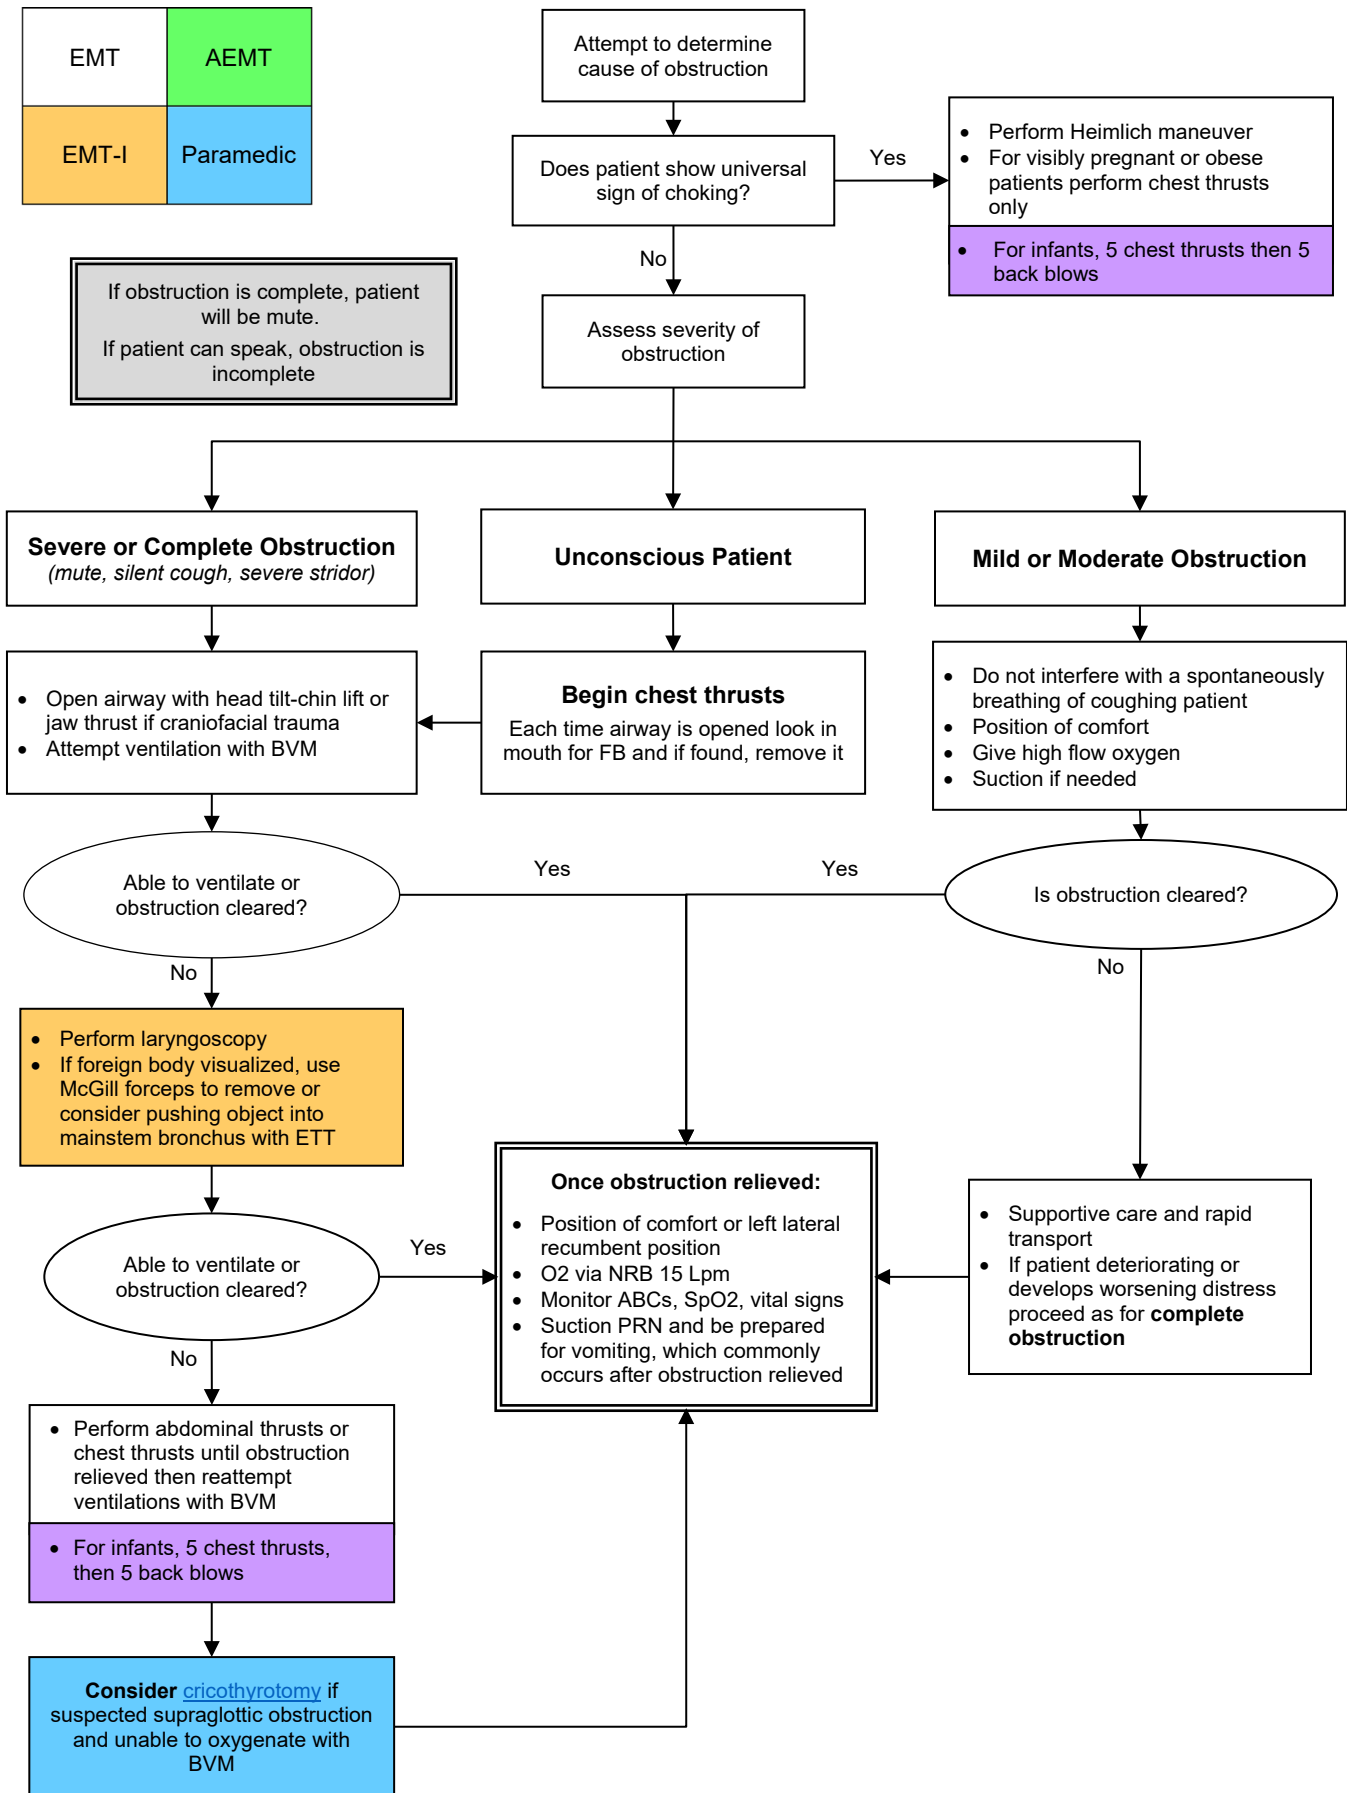 EMT
AEMT
EMT-I
Paramedic
Attempt to determine
cause of obstruction
Does patient show universal
sign of choking?
Yes
• Perform Heimlich maneuver
• For visibly pregnant or obese
patients perform chest thrusts
only
• For infants, 5 chest thrusts then 5
back blows
No
If obstruction is complete, patient
will be mute.
If patient can speak, obstruction is
incomplete
Assess severity of
obstruction
Severe or Complete Obstruction
(mute, silent cough, severe stridor)
Unconscious Patient
Mild or Moderate Obstruction
• Open airway with head tilt-chin lift or
jaw thrust if craniofacial trauma
• Attempt ventilation with BVM
Begin chest thrusts
Each time airway is opened look in
mouth for FB and if found, remove it
• Do not interfere with a spontaneously
breathing of coughing patient
• Position of comfort
• Give high flow oxygen
• Suction if needed
Able to ventilate or
obstruction cleared?
Yes
Yes
Is obstruction cleared?
No
No
• Perform laryngoscopy
• If foreign body visualized, use
McGill forceps to remove or
consider pushing object into
mainstem bronchus with ETT
Able to ventilate or
obstruction cleared?
Yes
Once obstruction relieved:
• Position of comfort or left lateral
recumbent position
• O2 via NRB 15 Lpm
• Monitor ABCs, SpO2, vital signs
• Suction PRN and be prepared
for vomiting, which commonly
occurs after obstruction relieved
• Supportive care and rapid
transport
• If patient deteriorating or
develops worsening distress
proceed as for complete
obstruction
No
• Perform abdominal thrusts or
chest thrusts until obstruction
relieved then reattempt
ventilations with BVM
• For infants, 5 chest thrusts,
then 5 back blows
Consider cricothyrotomy if
suspected supraglottic obstruction
and unable to oxygenate with
BVM